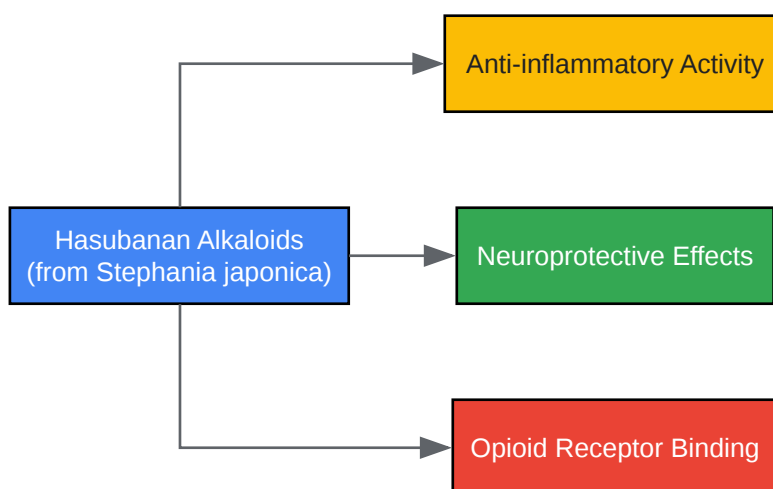 Anti-inflammatory Activity
Hasubanan Alkaloids
(from Stephania japonica)
Neuroprotective Effects
Opioid Receptor Binding